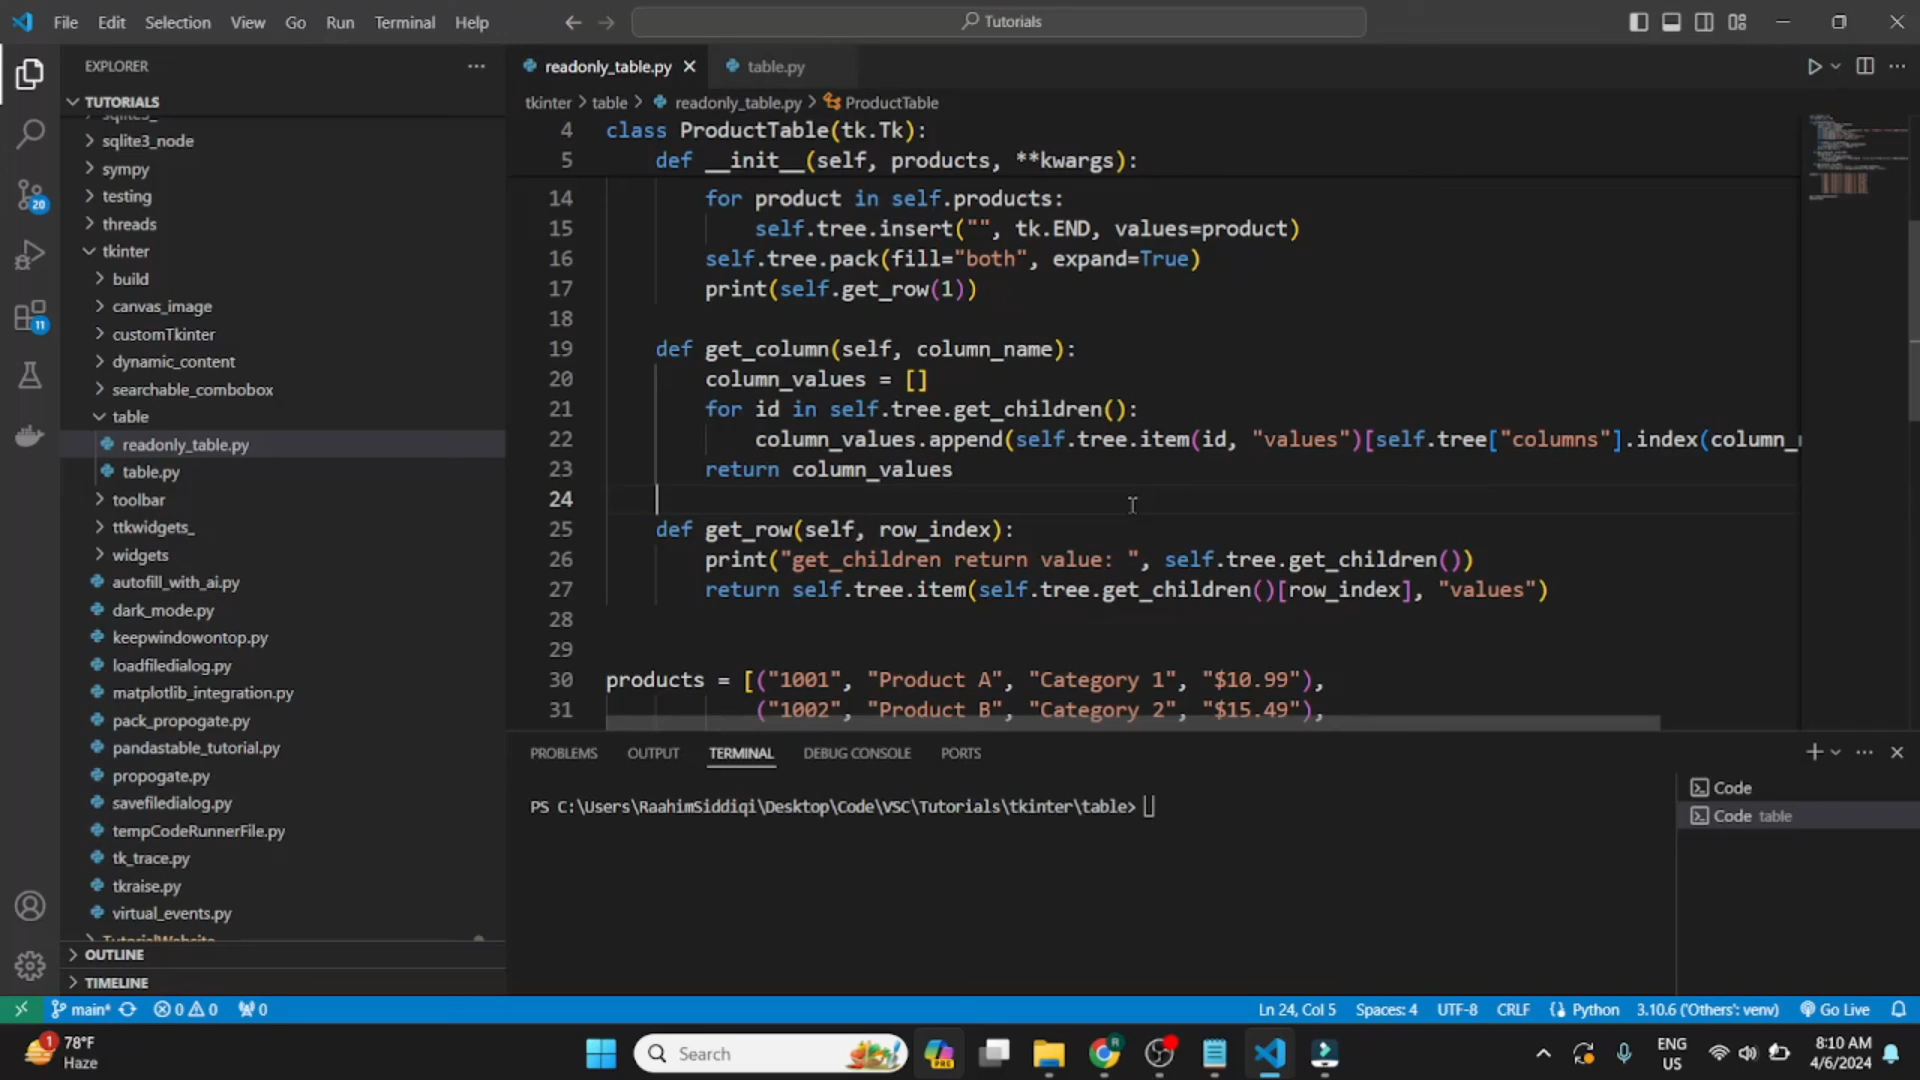 File Edit Selection View Go Run Terminal Help
Tutorials
EXPLORER
TUTORIALS
sqlite3_node
sympy
testing
threads
tkinter
build
canvas_image
customTkinter
dynamic_content
searchable_combobox
table
readonly_table.py
table.py
toolbar
ttkwidgets_
widgets
autofill_with_ai.py
dark_mode.py
keepwindowontop.py
loadfiledialog.py
matplotlib_integration.py
pack_propogate.py
pandastable_tutorial.py
propogate.py
savefiledialog.py
tempCodeRunnerFile.py
tk_trace.py
tkraise.py
virtual_events.py
OUTLINE
TIMELINE
20
11
readonly_table.py table.py
tkinter > table > readonly_table.py > ProductTable
4 class ProductTable(tk.Tk):
5 def __init__(self, products, **kwargs):
14 for product in self.products:
15 self.tree.insert("", tk.END, values=product)
16 self.tree.pack(fill="both", expand=True)
17 print(self.get_row(1))
18
19 def get_column(self, column_name):
20 column_values = []
21 for id in self.tree.get_children():
22 column_values.append(self.tree.item(id, "values")[self.tree["columns"].index(column_
23 return column_values
24
25 def get_row(self, row_index):
26 print("get_children return value: ", self.tree.get_children())
27 return self.tree.item(self.tree.get_children()[row_index], "values")
28
29
30 products = [("1001", "Product A", "Category 1", "$10.99"),
31 ("1002", "Product B", "Category 2", "$15.49"),
PROBLEMS OUTPUT TERMINAL DEBUG CONSOLE PORTS
PS C:\Users\RaahimSiddiqi\Desktop\Code\VSC\Tutorials\tkinter\table>
Code
Code table
main* 0 0 0
Ln 24, Col 5 Spaces: 4 UTF-8 CRLF Python 3.10.6 ('Others': venv) Go Live
1
78°F
Haze
Search
PRE
R
ENG
US
8:10 AM
4/6/2024